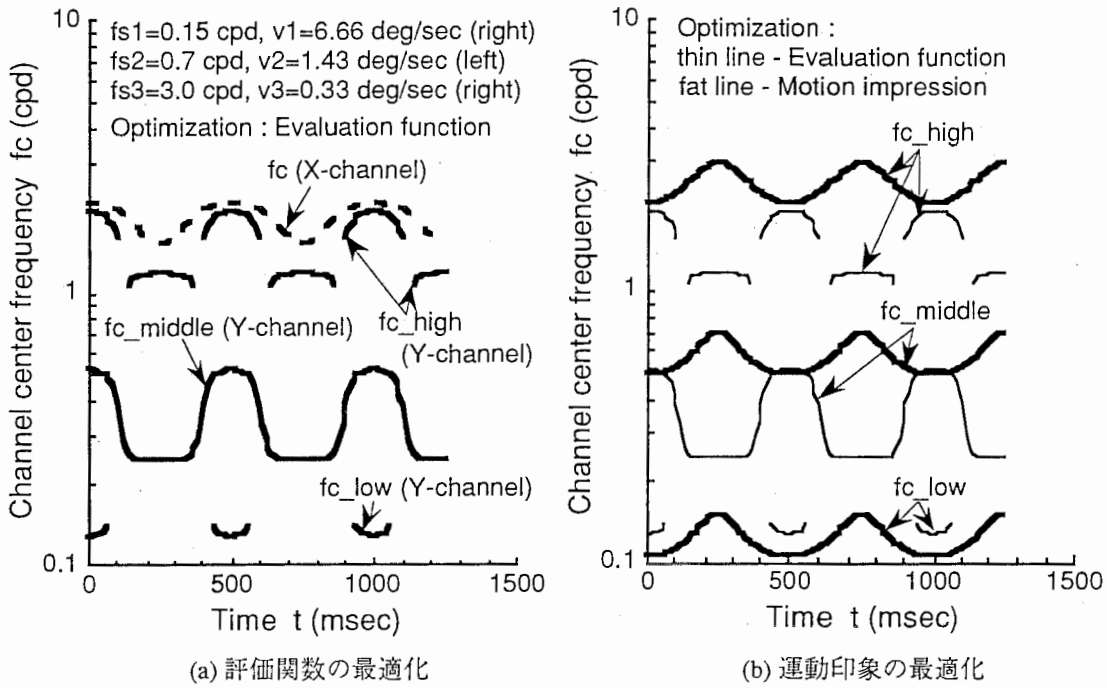 10
fs1=0.15 cpd, v1=6.66 deg/sec (right)
fs2=0.7 cpd, v2=1.43 deg/sec (left)
fs3=3.0 cpd, v3=0.33 deg/sec (right)
Optimization : Evaluation function
fc (X-channel)
1
fc_middle (Y-channel)
fc_high
(Y-channel)
fc_low (Y-channel)
0.1
0
500
1000
1500
Time t (msec)
Channel center frequency fc (cpd)
(a) 評価関数の最適化
10
Optimization :
thin line - Evaluation function
fat line - Motion impression
fc_high
1
fc_middle
fc_low
0.1
0
500
1000
1500
Time t (msec)
Channel center frequency fc (cpd)
(b) 運動印象の最適化